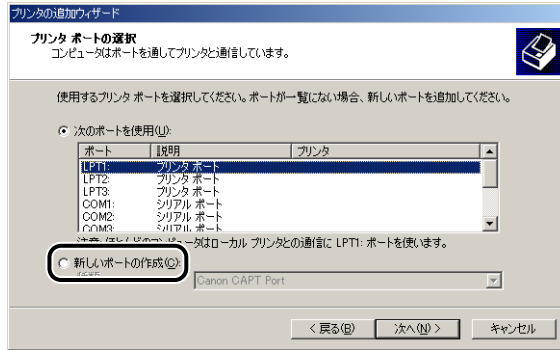 プリンタの追加ウィザード
プリンタ ポートの選択
コンピュータはポートを通してプリンタと通信しています。
使用するプリンタ ポートを選択してください。ポートが一覧にない場合、新しいポートを追加してください。
次のポートを使用(U):
ポート 説明 プリンタ
LPT1: プリンタ ポート
LPT2: プリンタ ポート
LPT3: プリンタ ポート
COM1: シリアル ポート
COM2: シリアル ポート
COM3: シリアル ポート
注意: ほとんどのコンピュータはローカル プリンタとの通信に LPT1: ポートを使います。
新しいポートの作成(C):
Canon CAPT Port
< 戻る(B) 次へ(N) > キャンセル